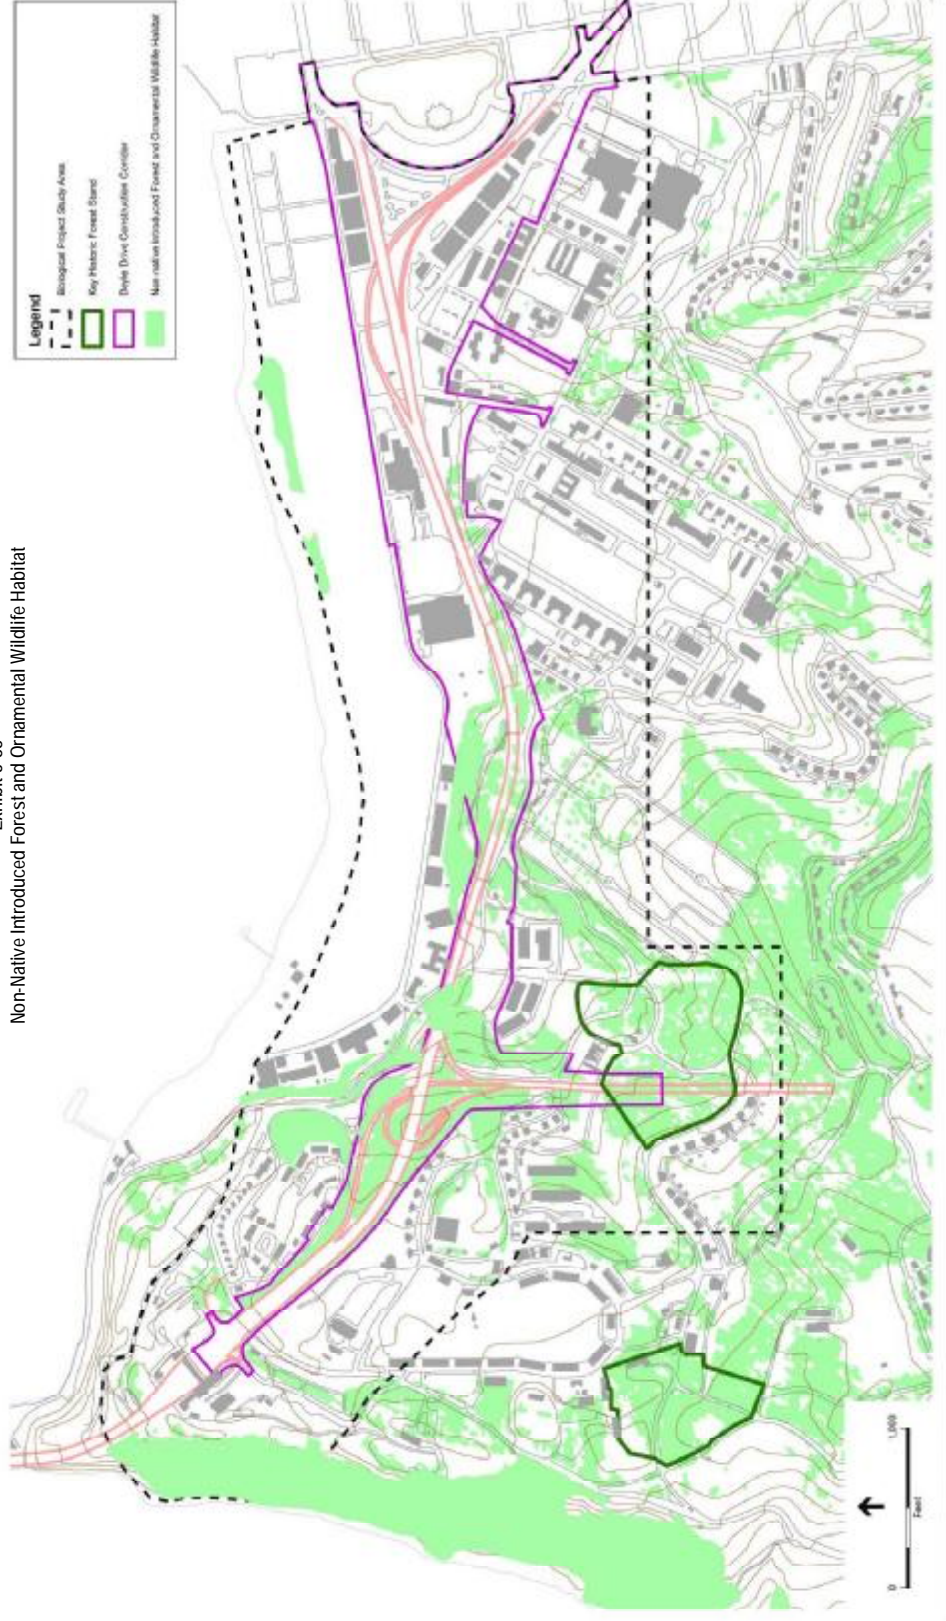 Non-Native Introduced Forest and Ornamental Wildlife Habitat
Legend
Biological Project Study Area
Key Historic Forest Stand
Doyle Drive Construction Corridor
Non-native Introduced Forest and Ornamental Wildlife Habitat
0
1,000
Feet